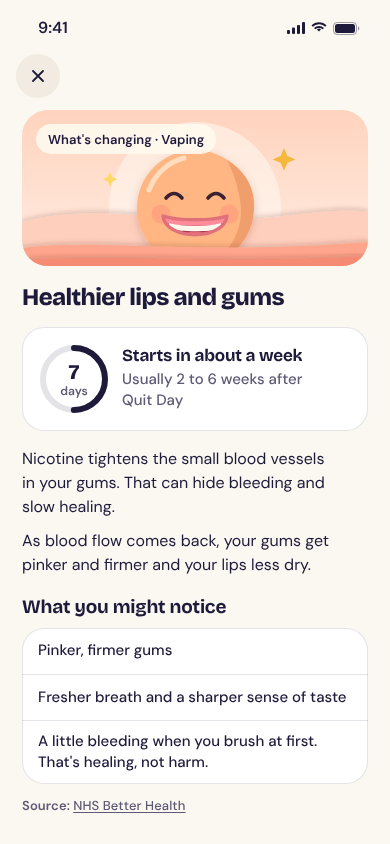 9:41
What's changing · Vaping
Healthier lips and gums
7
days
Starts in about a week
Usually 2 to 6 weeks after
Quit Day
Nicotine tightens the small blood vessels
in your gums. That can hide bleeding and
slow healing.
As blood flow comes back, your gums get
pinker and firmer and your lips less dry.
What you might notice
Pinker, firmer gums
Fresher breath and a sharper sense of taste
A little bleeding when you brush at first.
That's healing, not harm.
Source: NHS Better Health